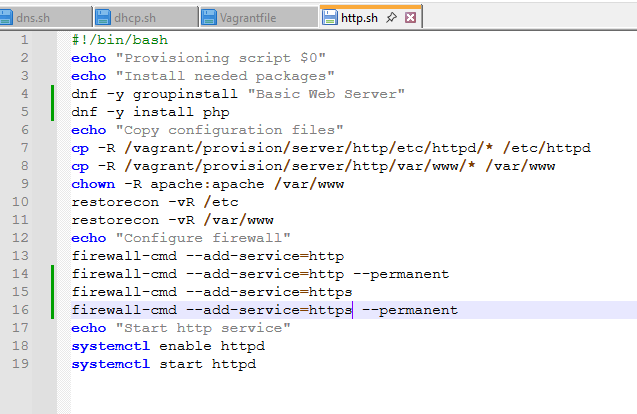 dns.sh dhcp.sh Vagrantfile http.sh
1 #!/bin/bash
2 echo "Provisioning script $0"
3 echo "Install needed packages"
4 dnf -y groupinstall "Basic Web Server"
5 dnf -y install php
6 echo "Copy configuration files"
7 cp -R /vagrant/provision/server/http/etc/httpd/* /etc/httpd
8 cp -R /vagrant/provision/server/http/var/www/* /var/www
9 chown -R apache:apache /var/www
10 restorecon -vR /etc
11 restorecon -vR /var/www
12 echo "Configure firewall"
13 firewall-cmd --add-service=http
14 firewall-cmd --add-service=http --permanent
15 firewall-cmd --add-service=https
16 firewall-cmd --add-service=https --permanent
17 echo "Start http service"
18 systemctl enable httpd
19 systemctl start httpd